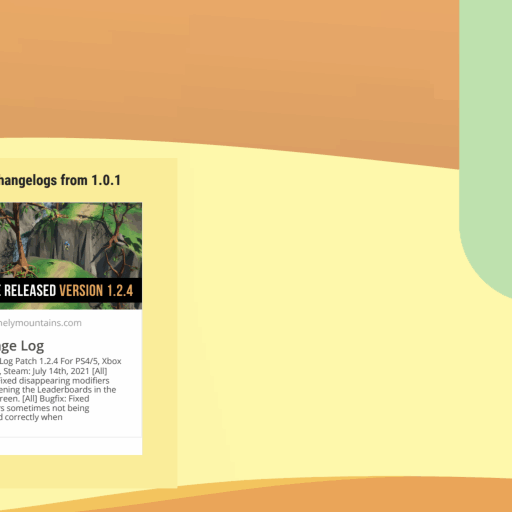 hangelogs from 1.0.1
RELEASED VERSION 1.2.4
nelymountains.com
ge Log
Log Patch 1.2.4 For PS4/5, Xbox
, Steam: July 14th, 2021 [All]
fixed disappearing modifiers
ening the Leaderboards in the
reen. [All] Bugfix: Fixed
s sometimes not being
d correctly when